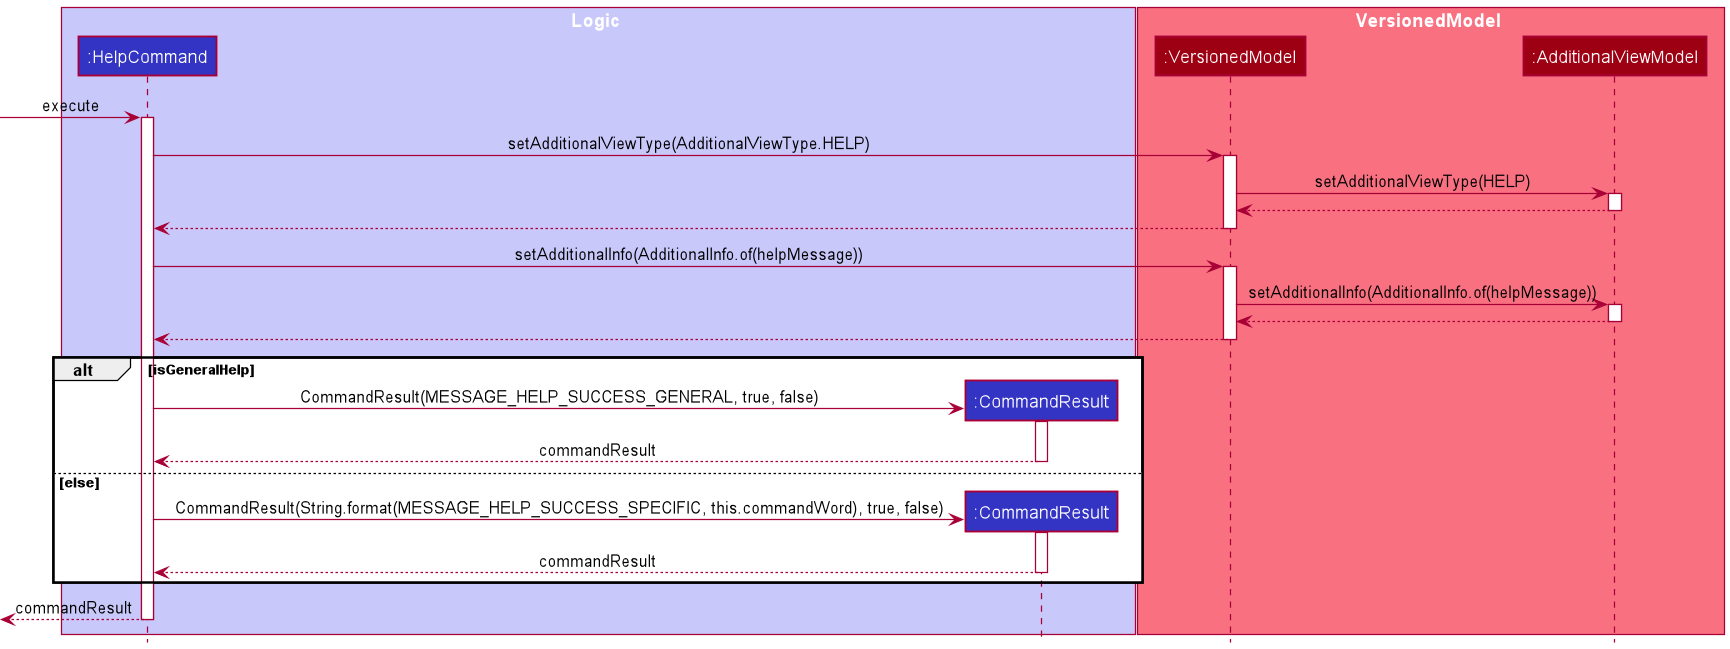 Logic
VersionedModel
:HelpCommand
:VersionedModel
:AdditionalViewModel
execute
setAdditionalViewType(AdditionalViewType.HELP)
setAdditionalViewType(HELP)
setAdditionalInfo(AdditionalInfo.of(helpMessage))
setAdditionalInfo(AdditionalInfo.of(helpMessage))
alt
[isGeneralHelp]
CommandResult(MESSAGE_HELP_SUCCESS_GENERAL, true, false)
:CommandResult
commandResult
[else]
CommandResult(String.format(MESSAGE_HELP_SUCCESS_SPECIFIC, this.commandWord), true, false)
:CommandResult
commandResult
commandResult